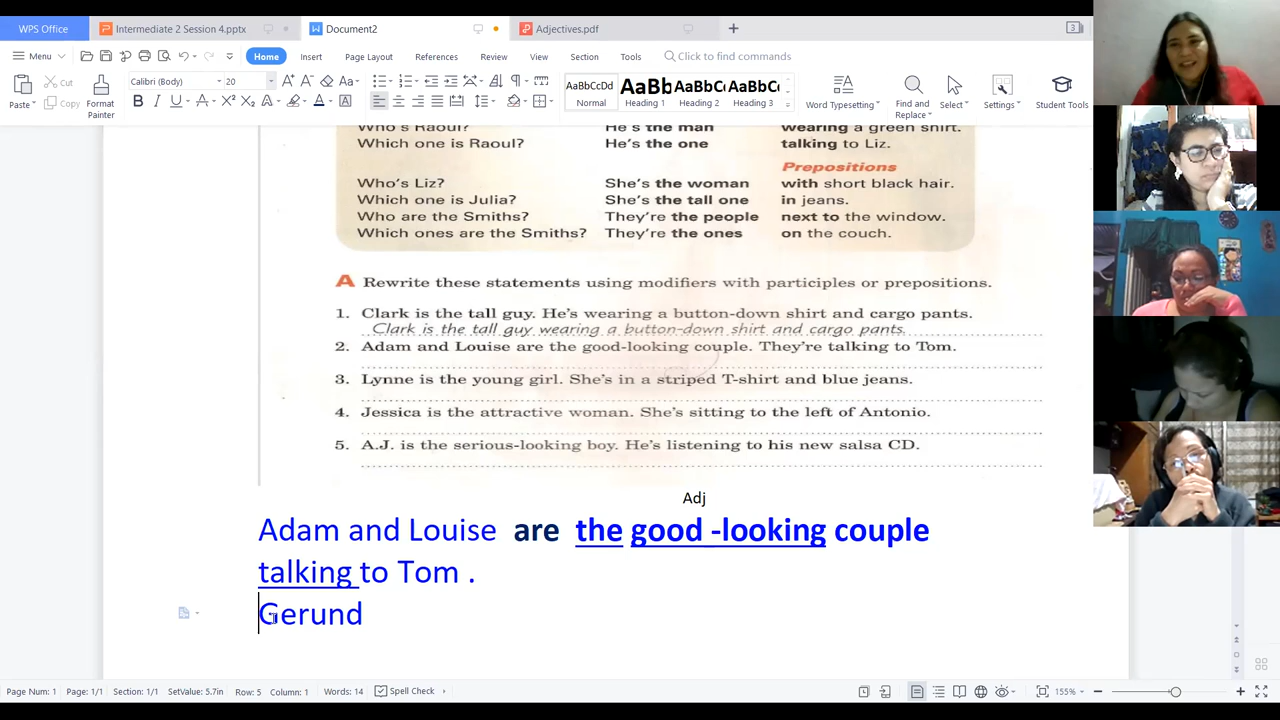 WPS Office
Intermediate 2 Session 4.pptx
Document2
Adjectives.pdf
3
Menu
Home
Insert
Page Layout
References
Review
View
Section
Tools
Click to find commands
Paste
Cut
Copy
Format Painter
Calibri (Body)
20
AaBbCcDd
Normal
AaBb
Heading 1
AaBbC
Heading 2
AaBbC
Heading 3
Word Typesetting
Find and Replace
Select
Settings
Student Tools
Who's Raoul? He's the man wearing a green shirt.
Which one is Raoul? He's the one talking to Liz.
Prepositions
Who's Liz? She's the woman with short black hair.
Which one is Julia? She's the tall one in jeans.
Who are the Smiths? They're the people next to the window.
Which ones are the Smiths? They're the ones on the couch.
A Rewrite these statements using modifiers with participles or prepositions.
1. Clark is the tall guy. He's wearing a button-down shirt and cargo pants.
Clark is the tall guy wearing a button-down shirt and cargo pants.
2. Adam and Louise are the good-looking couple. They're talking to Tom.
3. Lynne is the young girl. She's in a striped T-shirt and blue jeans.
4. Jessica is the attractive woman. She's sitting to the left of Antonio.
5. A.J. is the serious-looking boy. He's listening to his new salsa CD.
Adj
Adam and Louise are the good -looking couple
talking to Tom .
Gerund
Page Num: 1 Page: 1/1 Section: 1/1 SetValue: 5.7in Row: 5 Column: 1 Words: 14 Spell Check 155%